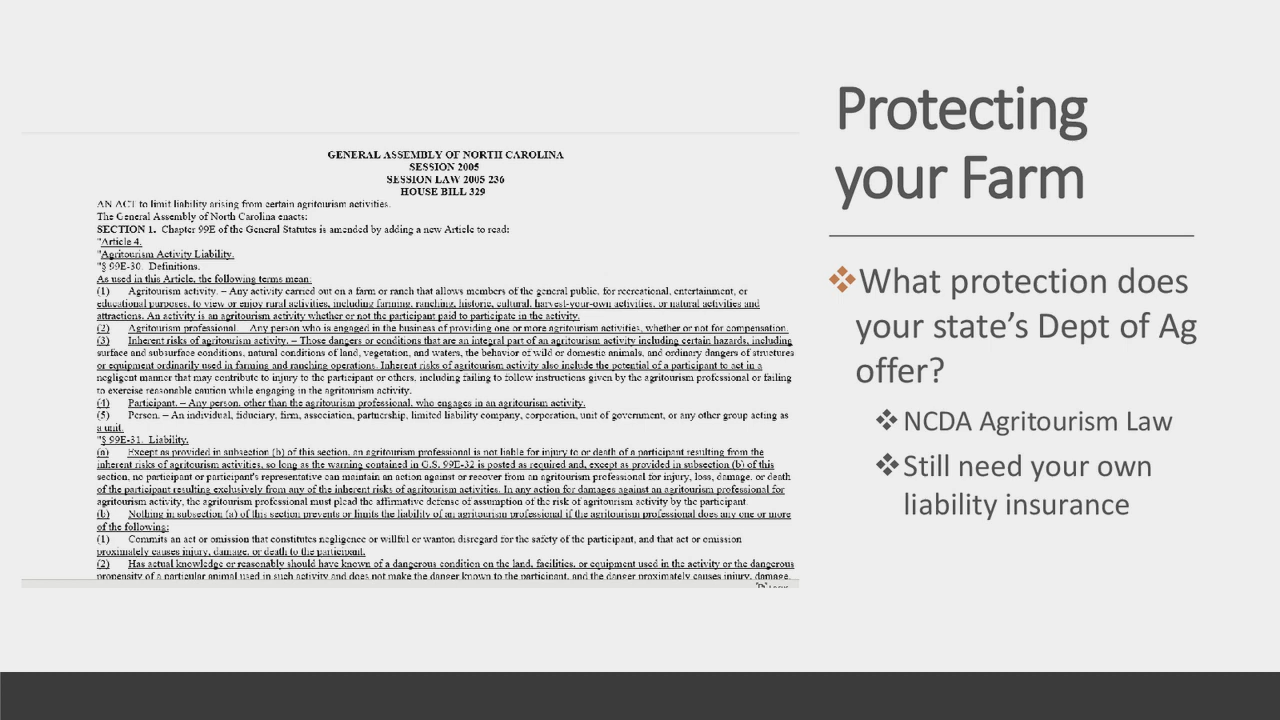 GENERAL ASSEMBLY OF NORTH CAROLINA
SESSION 2005
SESSION LAW 2005 236
HOUSE BILL 329
AN ACT to limit liability arising from certain agritourism activities.
The General Assembly of North Carolina enacts:
SECTION 1. Chapter 99E of the General Statutes is amended by adding a new Article to read:
"Article 4.
"Agritourism Activity Liability.
"§ 99E-30. Definitions.
As used in this Article, the following terms mean:
(1) Agritourism activity. – Any activity carried out on a farm or ranch that allows members of the general public, for recreational, entertainment, or
educational purposes, to view or enjoy rural activities, including farming, ranching, historic, cultural, harvest-your-own activities, or natural activities and
attractions. An activity is an agritourism activity whether or not the participant paid to participate in the activity.
(2) Agritourism professional. – Any person who is engaged in the business of providing one or more agritourism activities, whether or not for compensation.
(3) Inherent risks of agritourism activity. – Those dangers or conditions that are an integral part of an agritourism activity including certain hazards, including
surface and subsurface conditions, natural conditions of land, vegetation, and waters, the behavior of wild or domestic animals, and ordinary dangers of structures
or equipment ordinarily used in farming and ranching operations. Inherent risks of agritourism activity also include the potential of a participant to act in a
negligent manner that may contribute to injury to the participant or others, including failing to follow instructions given by the agritourism professional or failing
to exercise reasonable caution while engaging in the agritourism activity.
(4) Participant. – Any person, other than the agritourism professional, who engages in an agritourism activity.
(5) Person. – An individual, fiduciary, firm, association, partnership, limited liability company, corporation, unit of government, or any other group acting as
a unit.
"§ 99E-31. Liability.
(a) Except as provided in subsection (b) of this section, an agritourism professional is not liable for injury to or death of a participant resulting from the
inherent risks of agritourism activities, so long as the warning contained in G.S. 99E-32 is posted as required and, except as provided in subsection (b) of this
section, no participant or participant's representative can maintain an action against or recover from an agritourism professional for injury, loss, damage, or death
of the participant resulting exclusively from any of the inherent risks of agritourism activities. In any action for damages against an agritourism professional for
agritourism activity, the agritourism professional must plead the affirmative defense of assumption of the risk of agritourism activity by the participant.
(b) Nothing in subsection (a) of this section prevents or limits the liability of an agritourism professional if the agritourism professional does any one or more
of the following:
(1) Commits an act or omission that constitutes negligence or willful or wanton disregard for the safety of the participant, and that act or omission
proximately causes injury, damage, or death to the participant.
(2) Has actual knowledge or reasonably should have known of a dangerous condition on the land, facilities, or equipment used in the activity or the dangerous
propensity of a particular animal used in such activity and does not make the danger known to the participant, and the danger proximately causes injury, damage,
Protecting
your Farm
What protection does
your state's Dept of Ag
offer?
NCDA Agritourism Law
Still need your own
liability insurance